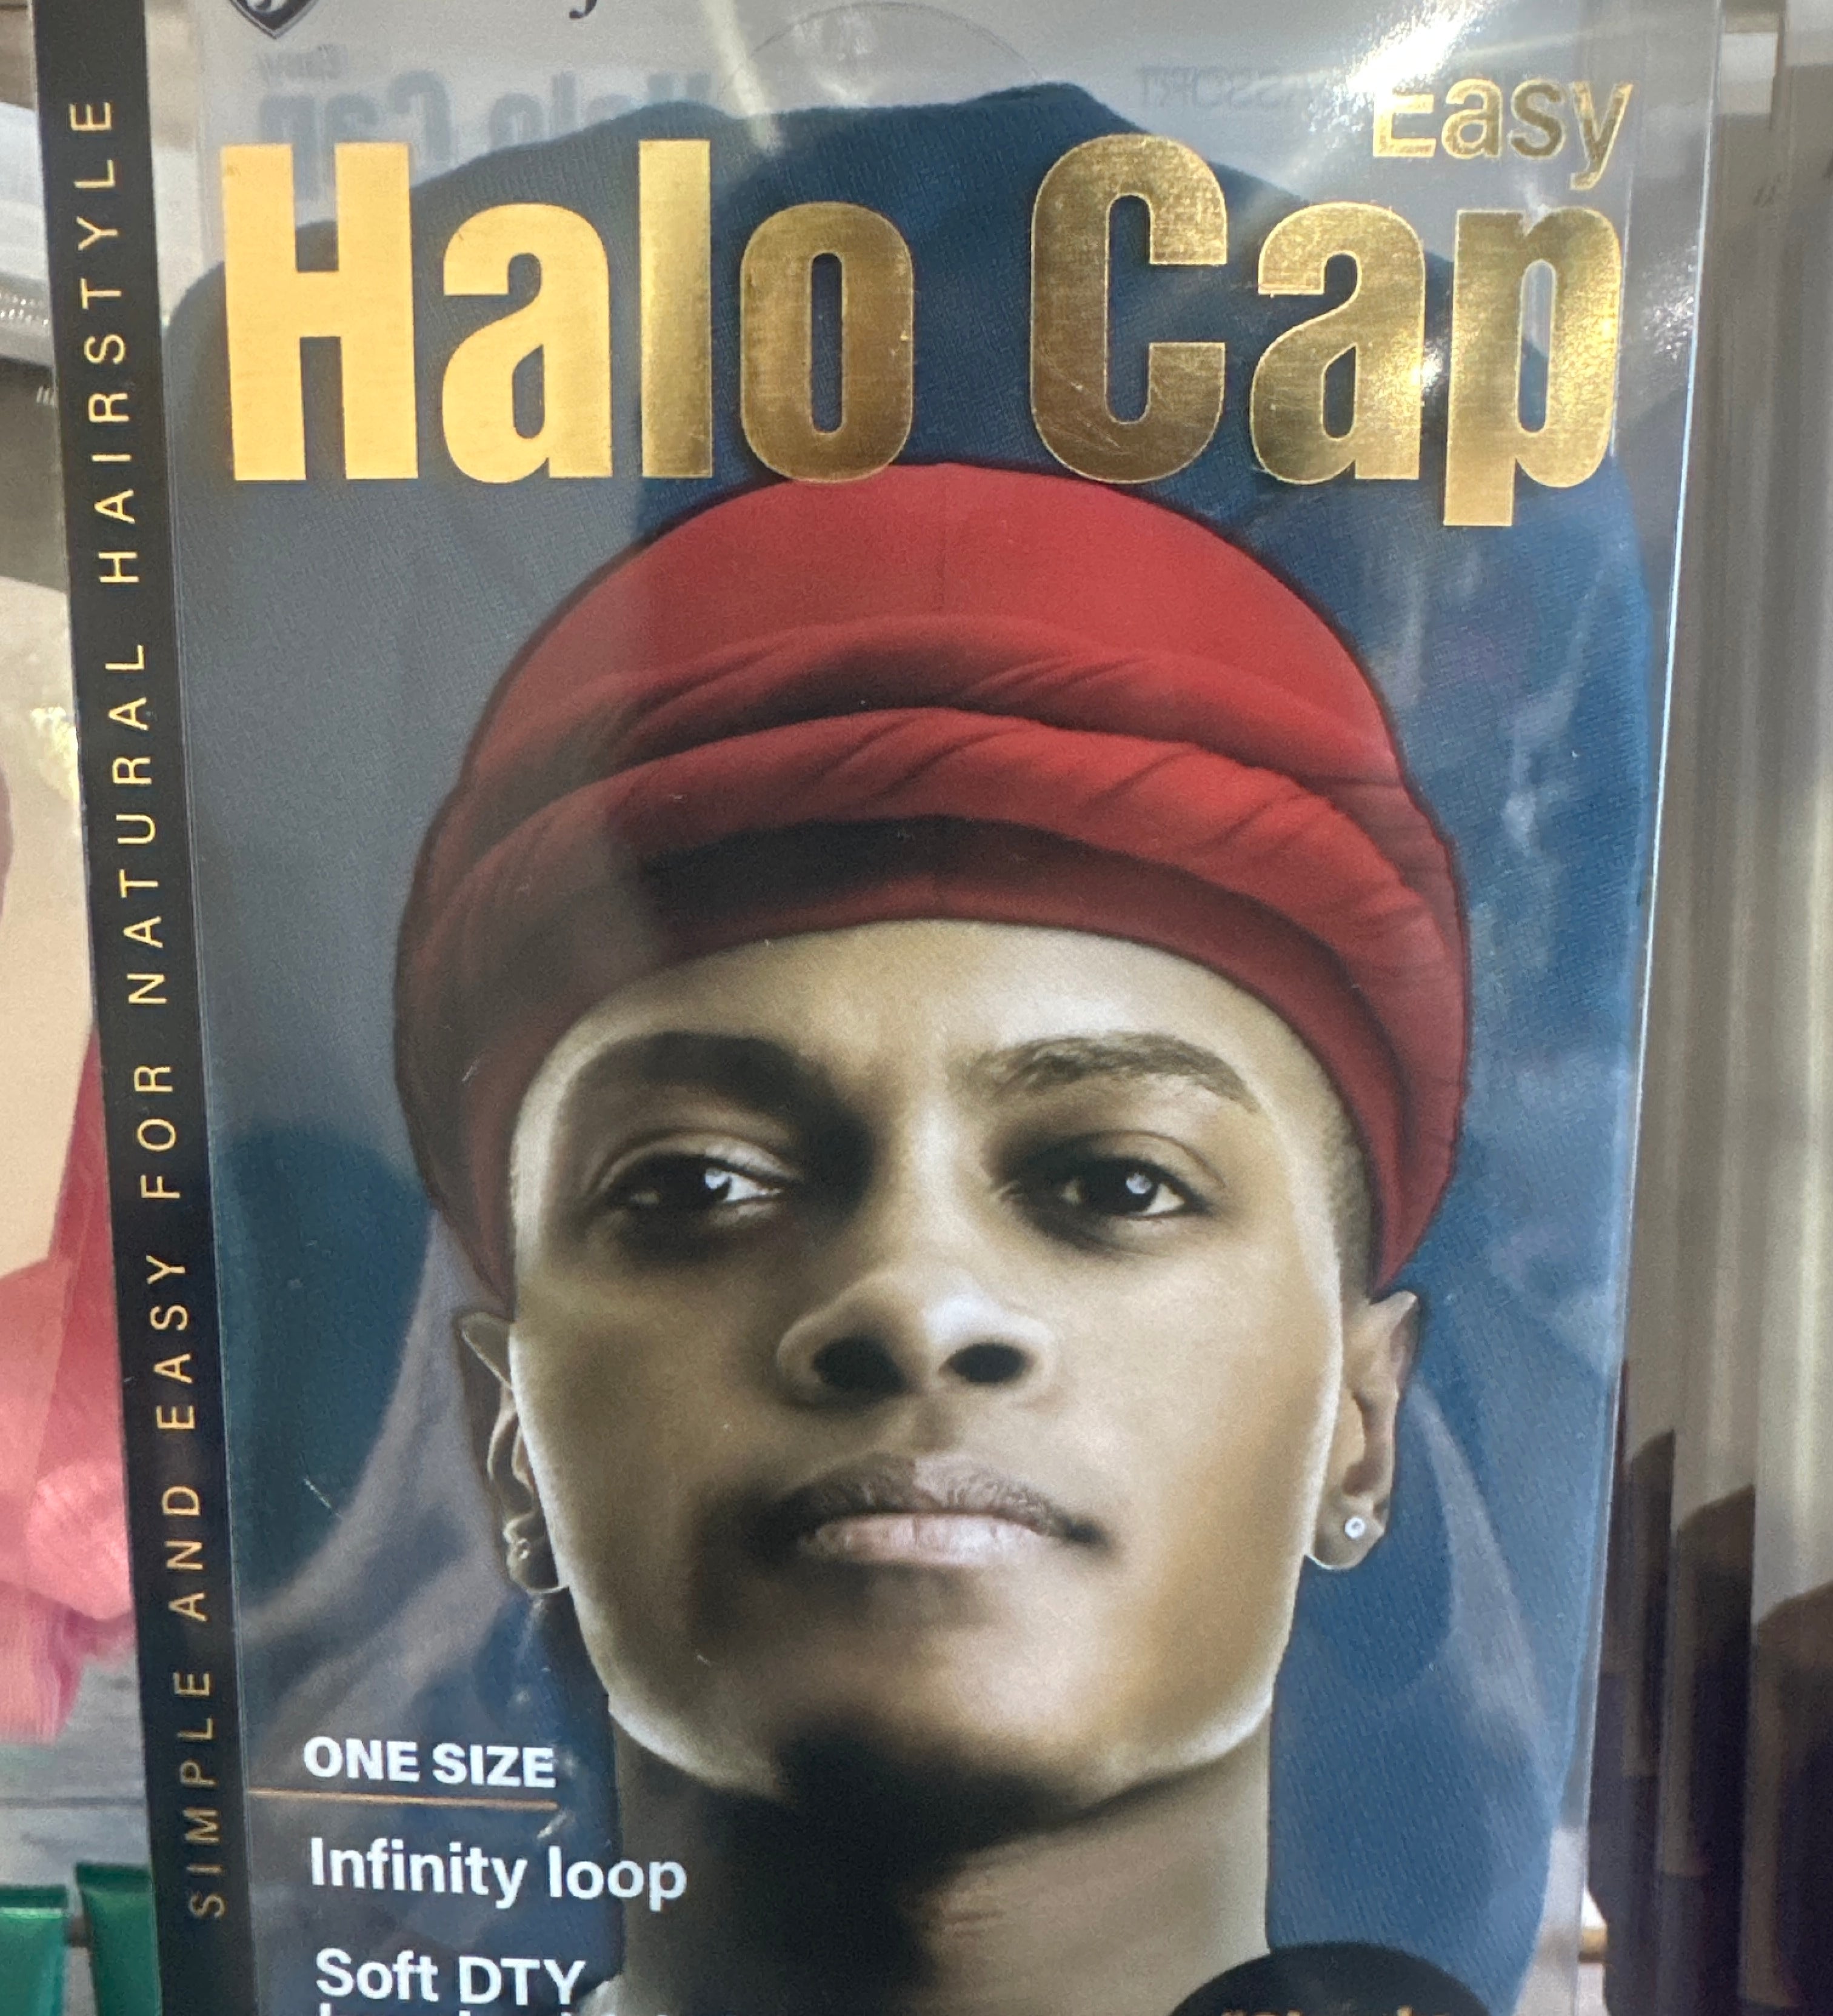 Easy
Halo Cap
SIMPLE AND EASY FOR NATURAL HAIRSTYLE
ONE SIZE
Infinity loop
Soft DTY